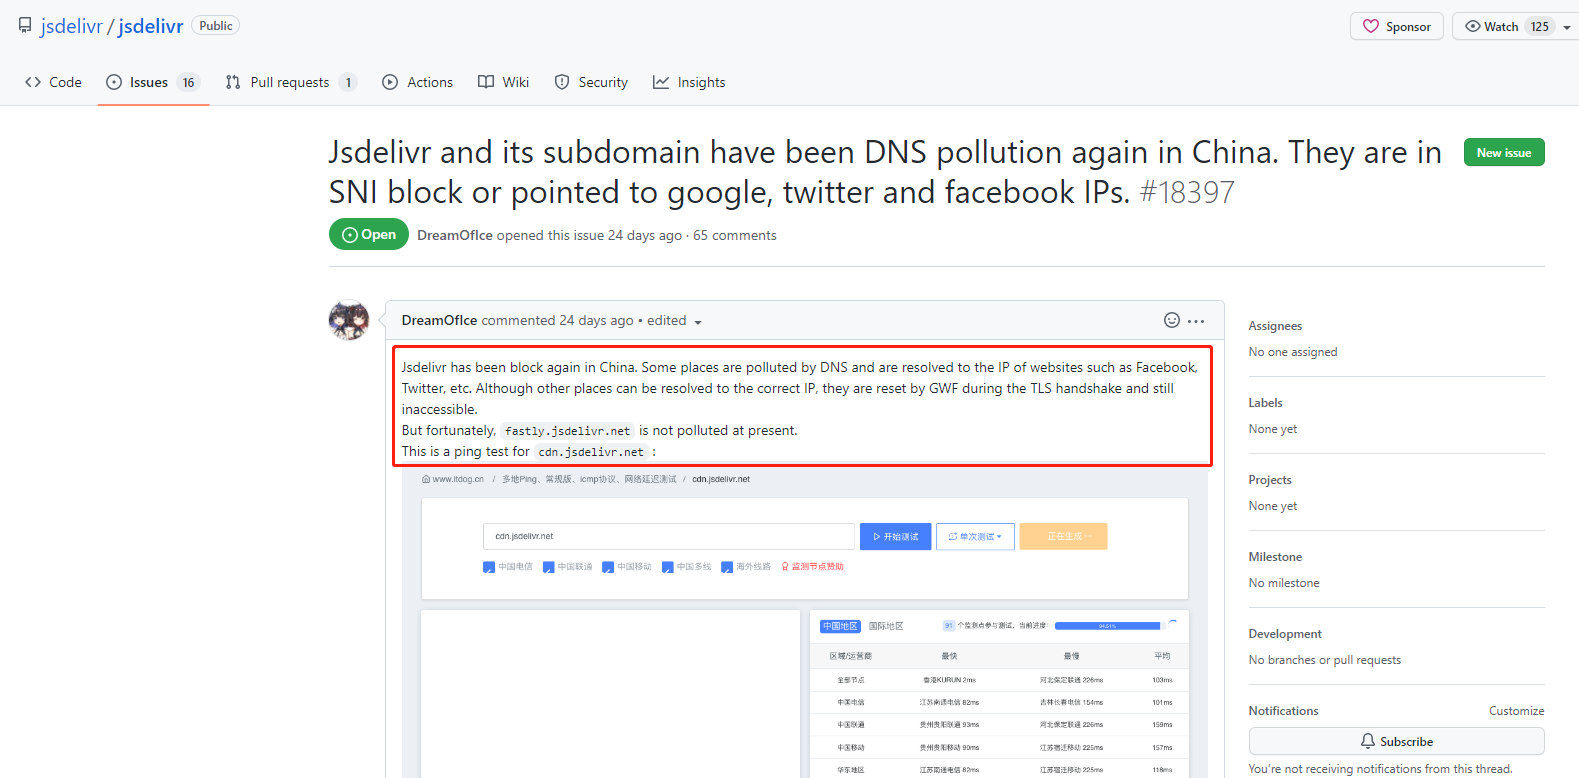 jsdelivr / jsdelivr Public
Sponsor
Watch 125
Code
Issues 16
Pull requests 1
Actions
Wiki
Security
Insights
Jsdelivr and its subdomain have been DNS pollution again in China. They are in
SNI block or pointed to google, twitter and facebook IPs. #18397
New issue
Open
DreamOfIce opened this issue 24 days ago · 65 comments
DreamOfIce commented 24 days ago • edited
Jsdelivr has been block again in China. Some places are polluted by DNS and are resolved to the IP of websites such as Facebook,
Twitter, etc. Although other places can be resolved to the correct IP, they are reset by GWF during the TLS handshake and still
inaccessible.
But fortunately, fastly.jsdelivr.net is not polluted at present.
This is a ping test for cdn.jsdelivr.net :
www.itdog.cn / 多地Ping、常规版、icmp协议、网络延迟测试 / cdn.jsdelivr.net
cdn.jsdelivr.net
开始测试
单次测试
正在生成
中国电信
中国联通
中国移动
中国多线
海外线路
监测节点赞助
中国地区
国际地区
91 个监测点参与测试，当前进度：
区域/运营商 最快 最慢 平均
全部节点 香港KURUN 2ms 河北保定联通 226ms 103ms
中国电信 江苏南通电信 82ms 吉林长春电信 154ms 101ms
中国联通 贵州贵阳联通 93ms 河北保定联通 226ms 159ms
中国移动 贵州贵阳移动 90ms 江苏宿迁移动 225ms 157ms
华东地区 江苏南通电信 82ms 江苏宿迁移动 225ms 118ms
Assignees
No one assigned
Labels
None yet
Projects
None yet
Milestone
No milestone
Development
No branches or pull requests
Notifications
Customize
Subscribe
You're not receiving notifications from this thread.